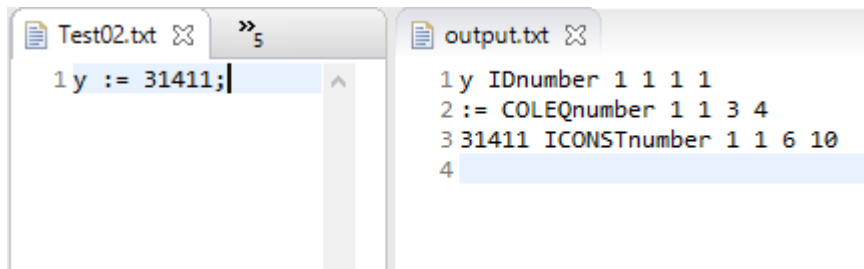 Test02.txt
»5
1 y := 31411;
output.txt
1 y IDnumber 1 1 1 1
2 := COLEQnumber 1 1 3 4
3 31411 ICONSTnumber 1 1 6 10
4